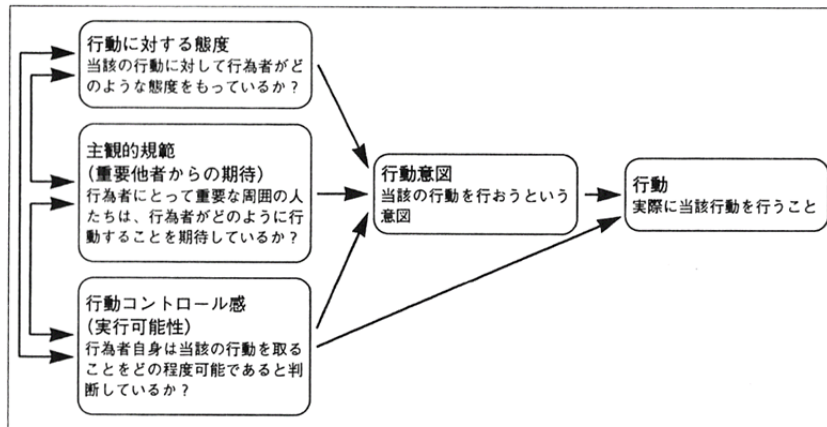 行動に対する態度
当該の行動に対して行為者がど
のような態度をもっているか？
主観的規範
(重要他者からの期待)
行為者にとって重要な周囲の人
たちは、行為者がどのように行
動することを期待しているか？
行動コントロール感
(実行可能性)
行為者自身は当該の行動を取る
ことをどの程度可能であると判
断しているか？
行動意図
当該の行動を行おうという
意図
行動
実際に当該行動を行うこと